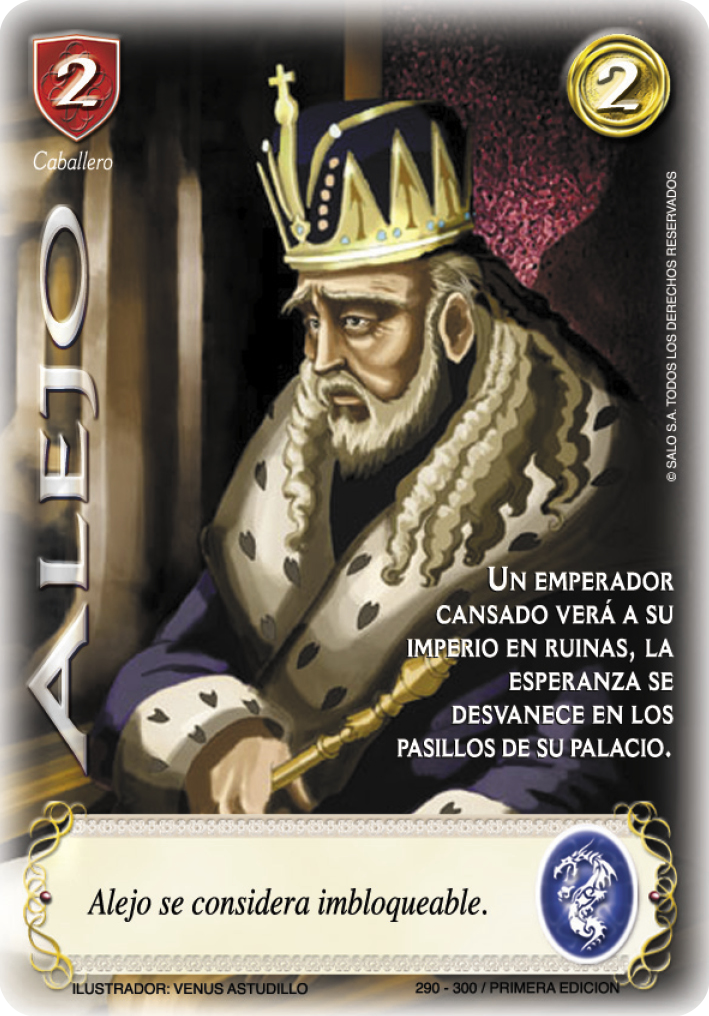 2
2
Caballero
ALEJO
© SALO S.A. TODOS LOS DERECHOS RESERVADOS
UN EMPERADOR
CANSADO VERÁ A SU
IMPERIO EN RUINAS, LA
ESPERANZA SE
DESVANECE EN LOS
PASILLOS DE SU PALACIO.
Alejo se considera imbloqueable.
ILUSTRADOR: VENUS ASTUDILLO
290 - 300 / PRIMERA EDICION